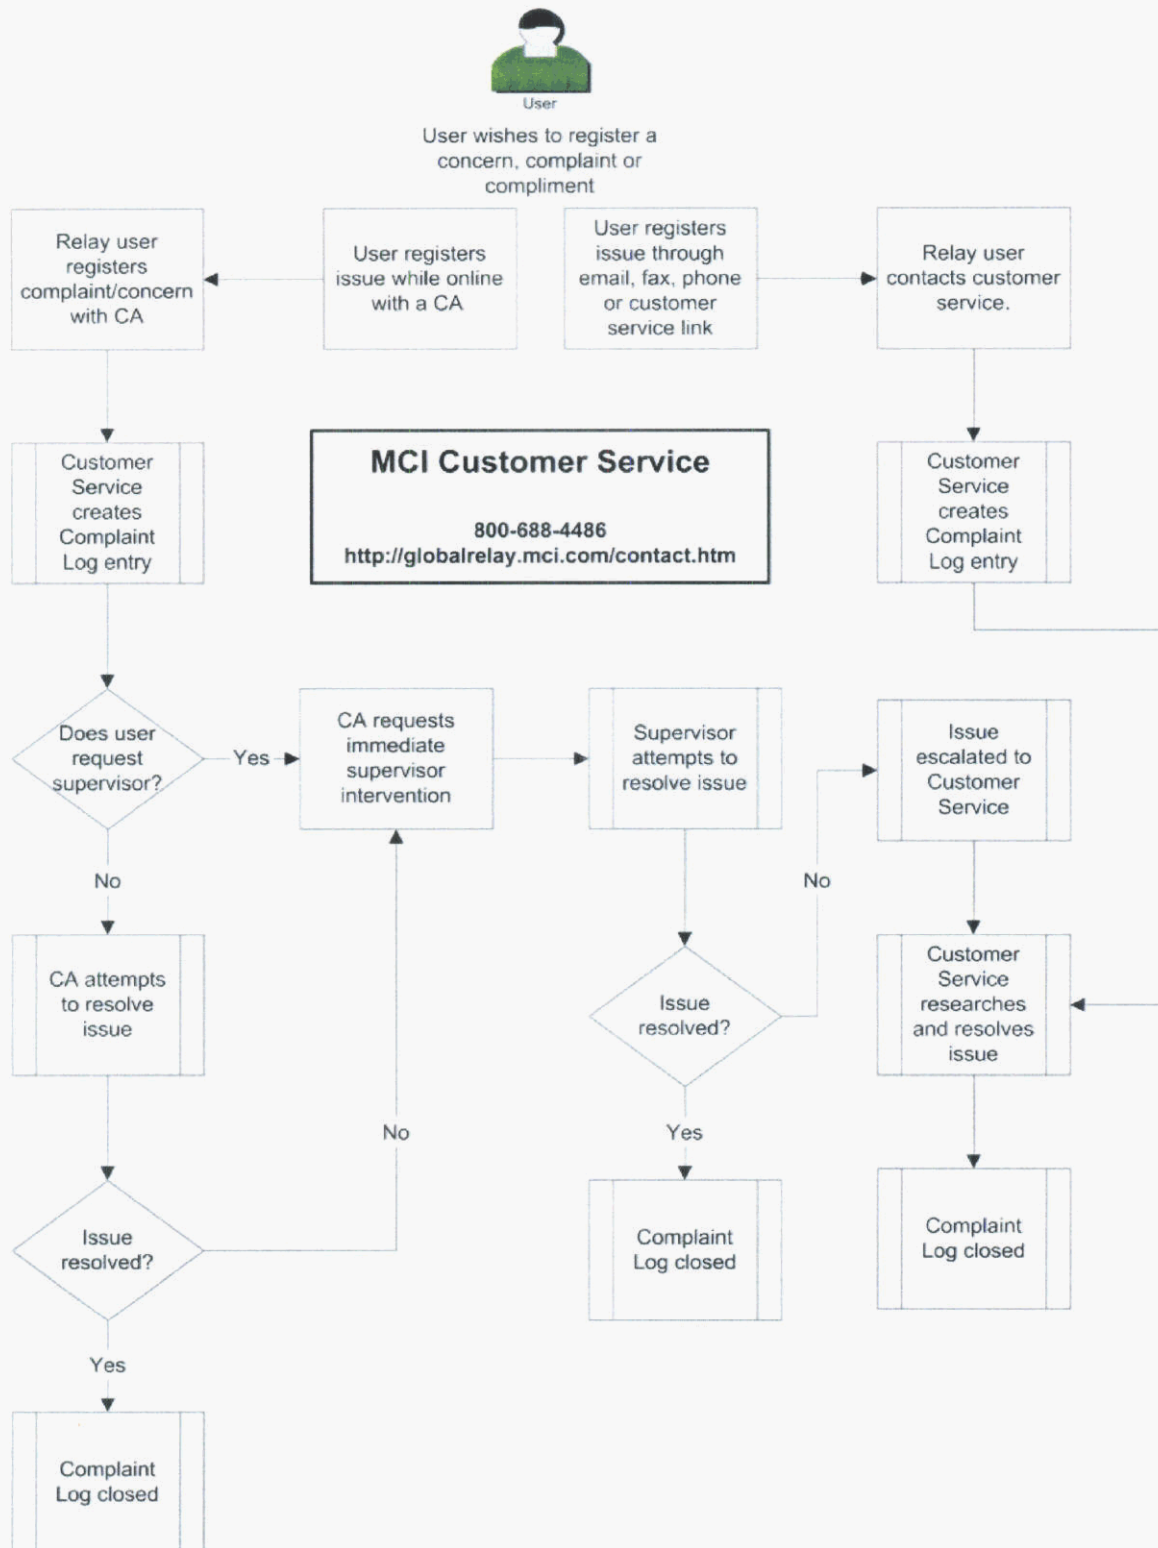 User
User wishes to register a
concern, complaint or
compliment
Relay user
registers
complaint/concern
with CA
User registers
issue while online
with a CA
User registers
issue through
email, fax, phone
or customer
service link
Relay user
contacts customer
service.
Customer
Service
creates
Complaint
Log entry
MCI Customer Service
800-688-4486
http://globalrelay.mci.com/contact.htm
Customer
Service
creates
Complaint
Log entry
Does user
request
supervisor?
Yes
CA requests
immediate
supervisor
intervention
Supervisor
attempts to
resolve issue
Issue
escalated to
Customer
Service
No
No
CA attempts
to resolve
issue
Issue
resolved?
Customer
Service
researches
and resolves
issue
No
Yes
Issue
resolved?
Complaint
Log closed
Complaint
Log closed
Yes
Complaint
Log closed